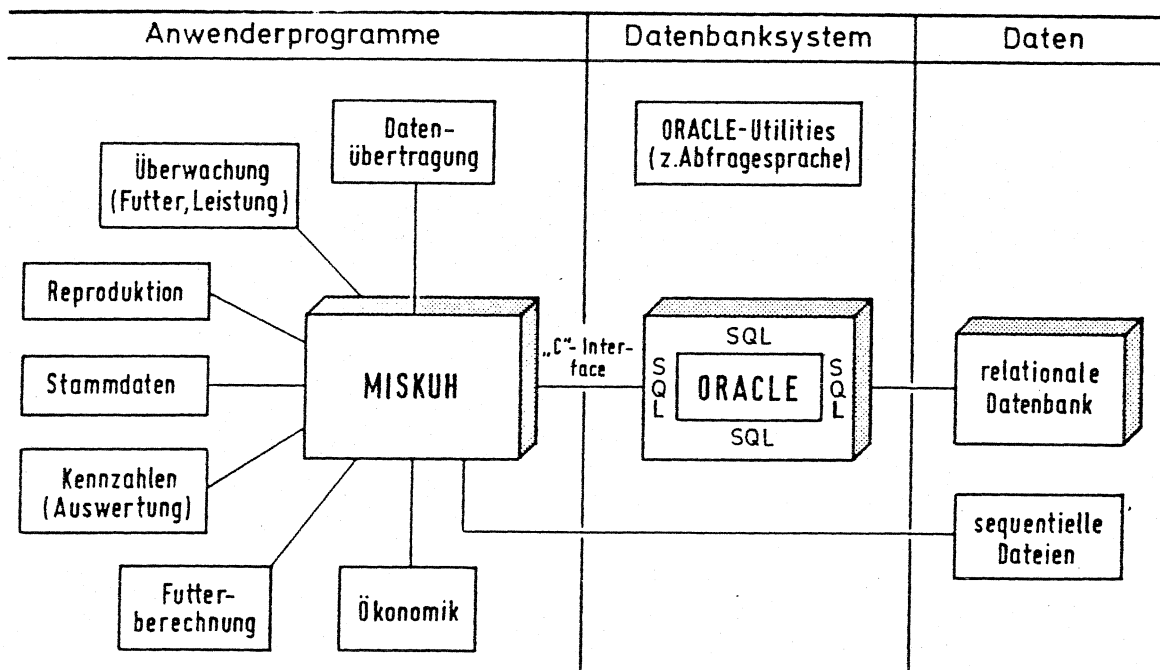 Anwenderprogramme
Datenbanksystem
Daten
Daten-
übertragung
ORACLE-Utilities
(z.Abfragesprache)
Überwachung
(Futter, Leistung)
Reproduktion
Stammdaten
Kennzahlen
(Auswertung)
Futter-
berechnung
Ökonomik
MISKUH
„C"- Inter-
face
SQL
SQL
ORACLE
SQL
SQL
relationale
Datenbank
sequentielle
Dateien